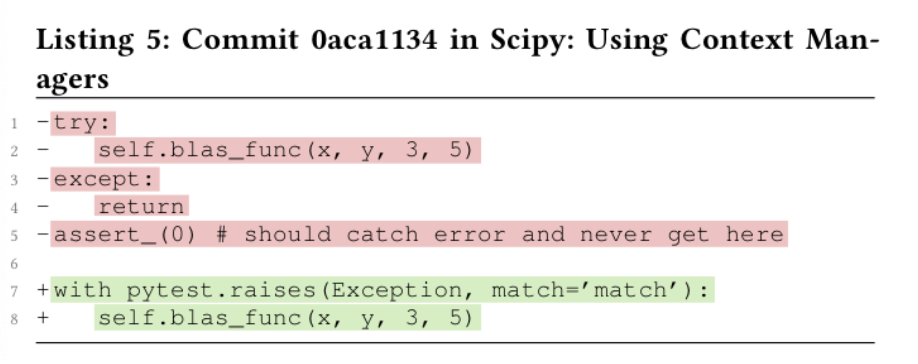 Listing 5: Commit 0aca1134 in Scipy: Using Context Man-
agers
1 -try:
2 -    self.blas_func(x, y, 3, 5)
3 -except:
4 -    return
5 -assert_(0) # should catch error and never get here
6
7 +with pytest.raises(Exception, match='match'):
8 +    self.blas_func(x, y, 3, 5)